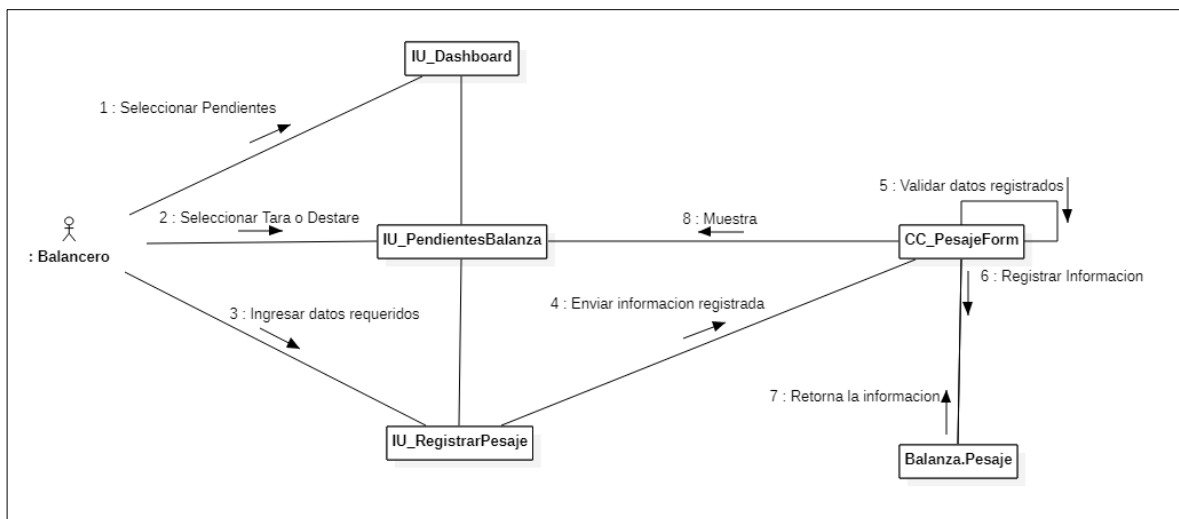 IU_Dashboard
1 : Seleccionar Pendientes
5 : Validar datos registrados
2 : Seleccionar Tara o Destare
8 : Muestra
IU_PendientesBalanza
CC_PesajeForm
: Balancero
6 : Registrar Informacion
4 : Enviar informacion registrada
3 : Ingresar datos requeridos
7 : Retorna la informacion
IU_RegistrarPesaje
Balanza.Pesaje